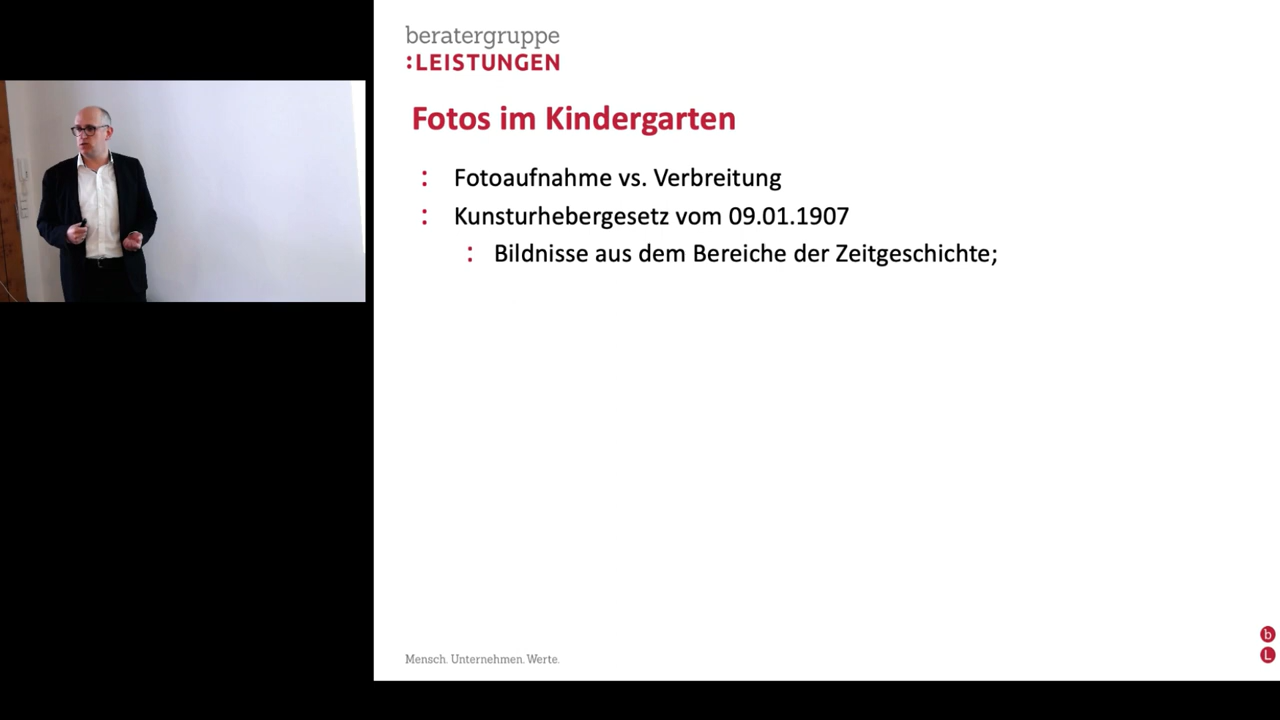 beratergruppe
:LEISTUNGEN
Fotos im Kindergarten
: Fotoaufnahme vs. Verbreitung
: Kunsturhebergesetz vom 09.01.1907
: Bildnisse aus dem Bereiche der Zeitgeschichte;
Mensch. Unternehmen. Werte.
b
L